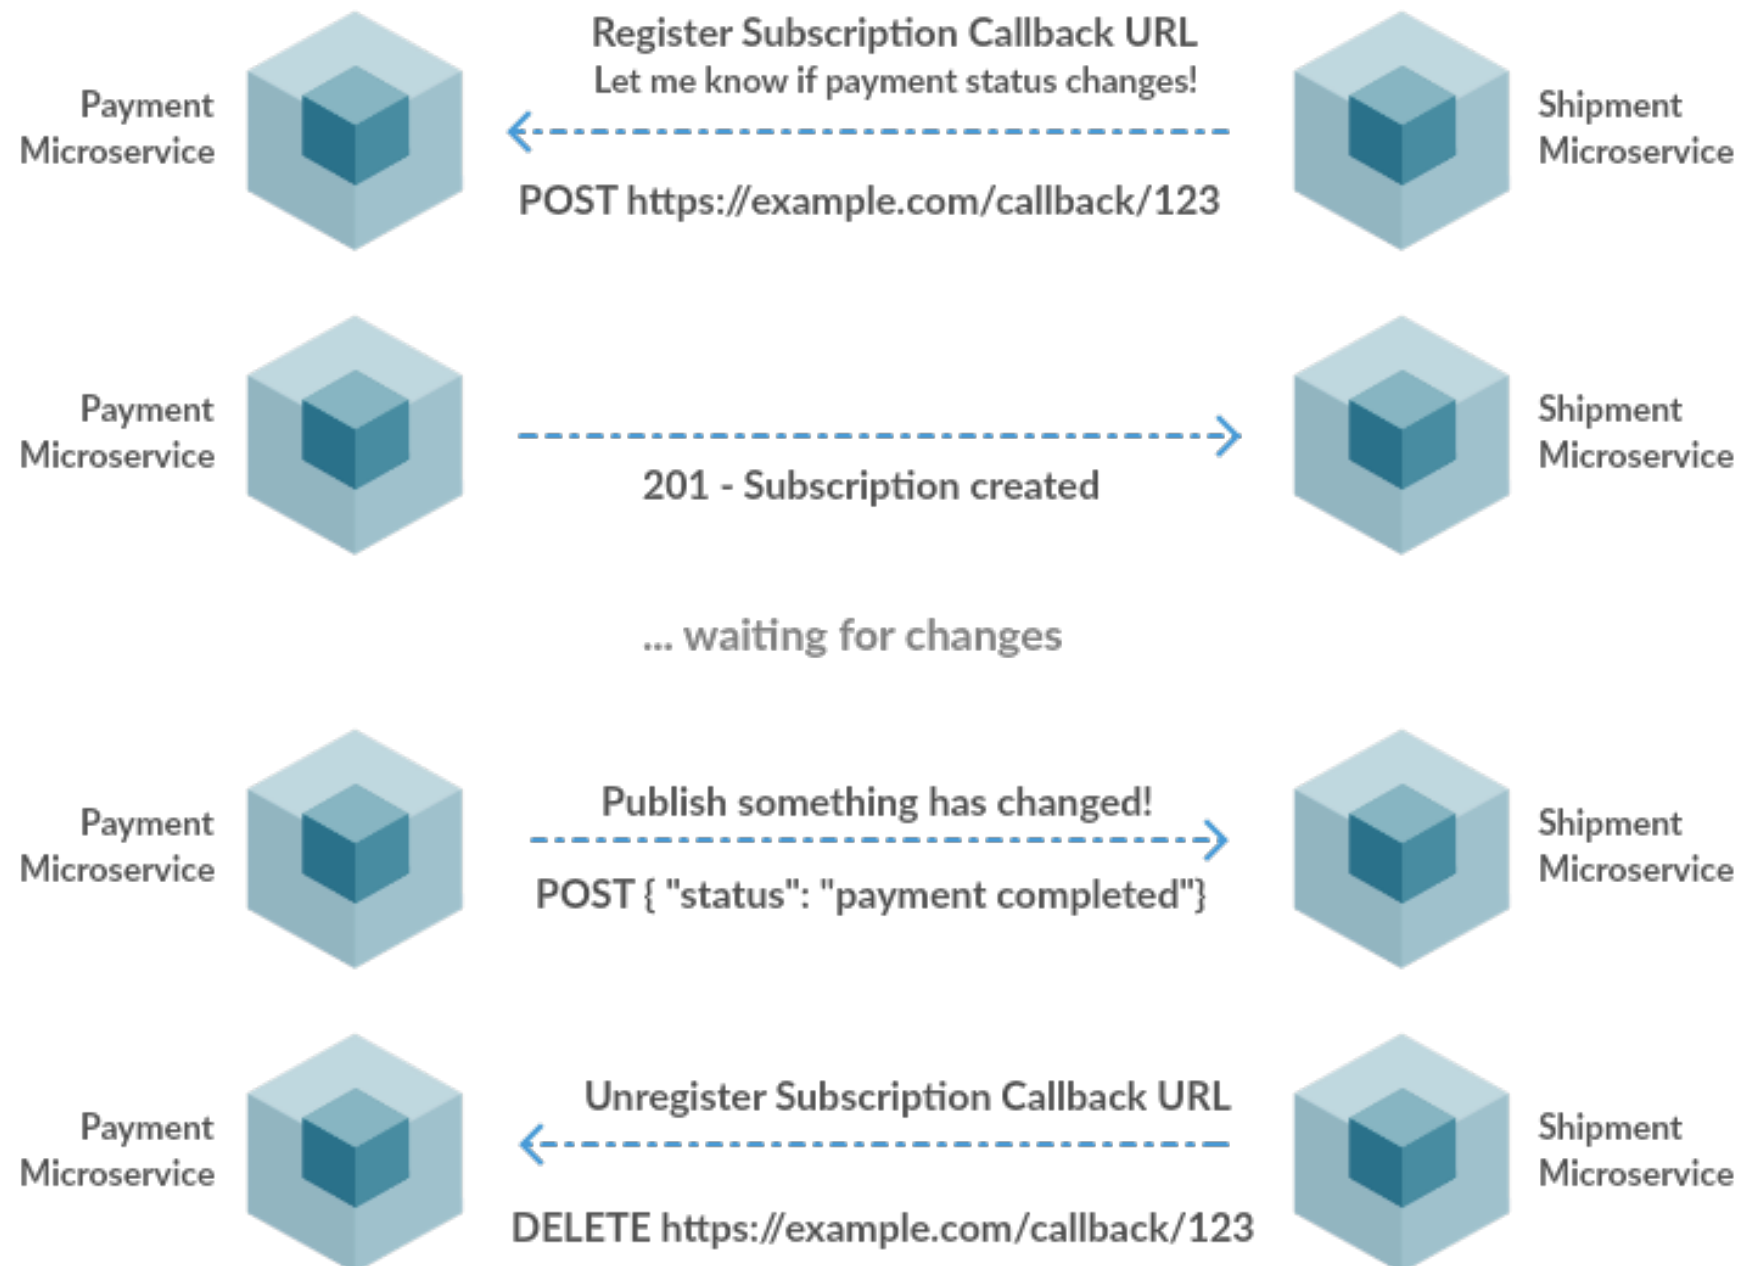 Register Subscription Callback URL
Let me know if payment status changes!
Payment
Microservice
Shipment
Microservice
POST https://example.com/callback/123
Payment
Microservice
Shipment
Microservice
201 - Subscription created
... waiting for changes
Publish something has changed!
Payment
Microservice
Shipment
Microservice
POST { "status": "payment completed"}
Unregister Subscription Callback URL
Payment
Microservice
Shipment
Microservice
DELETE https://example.com/callback/123